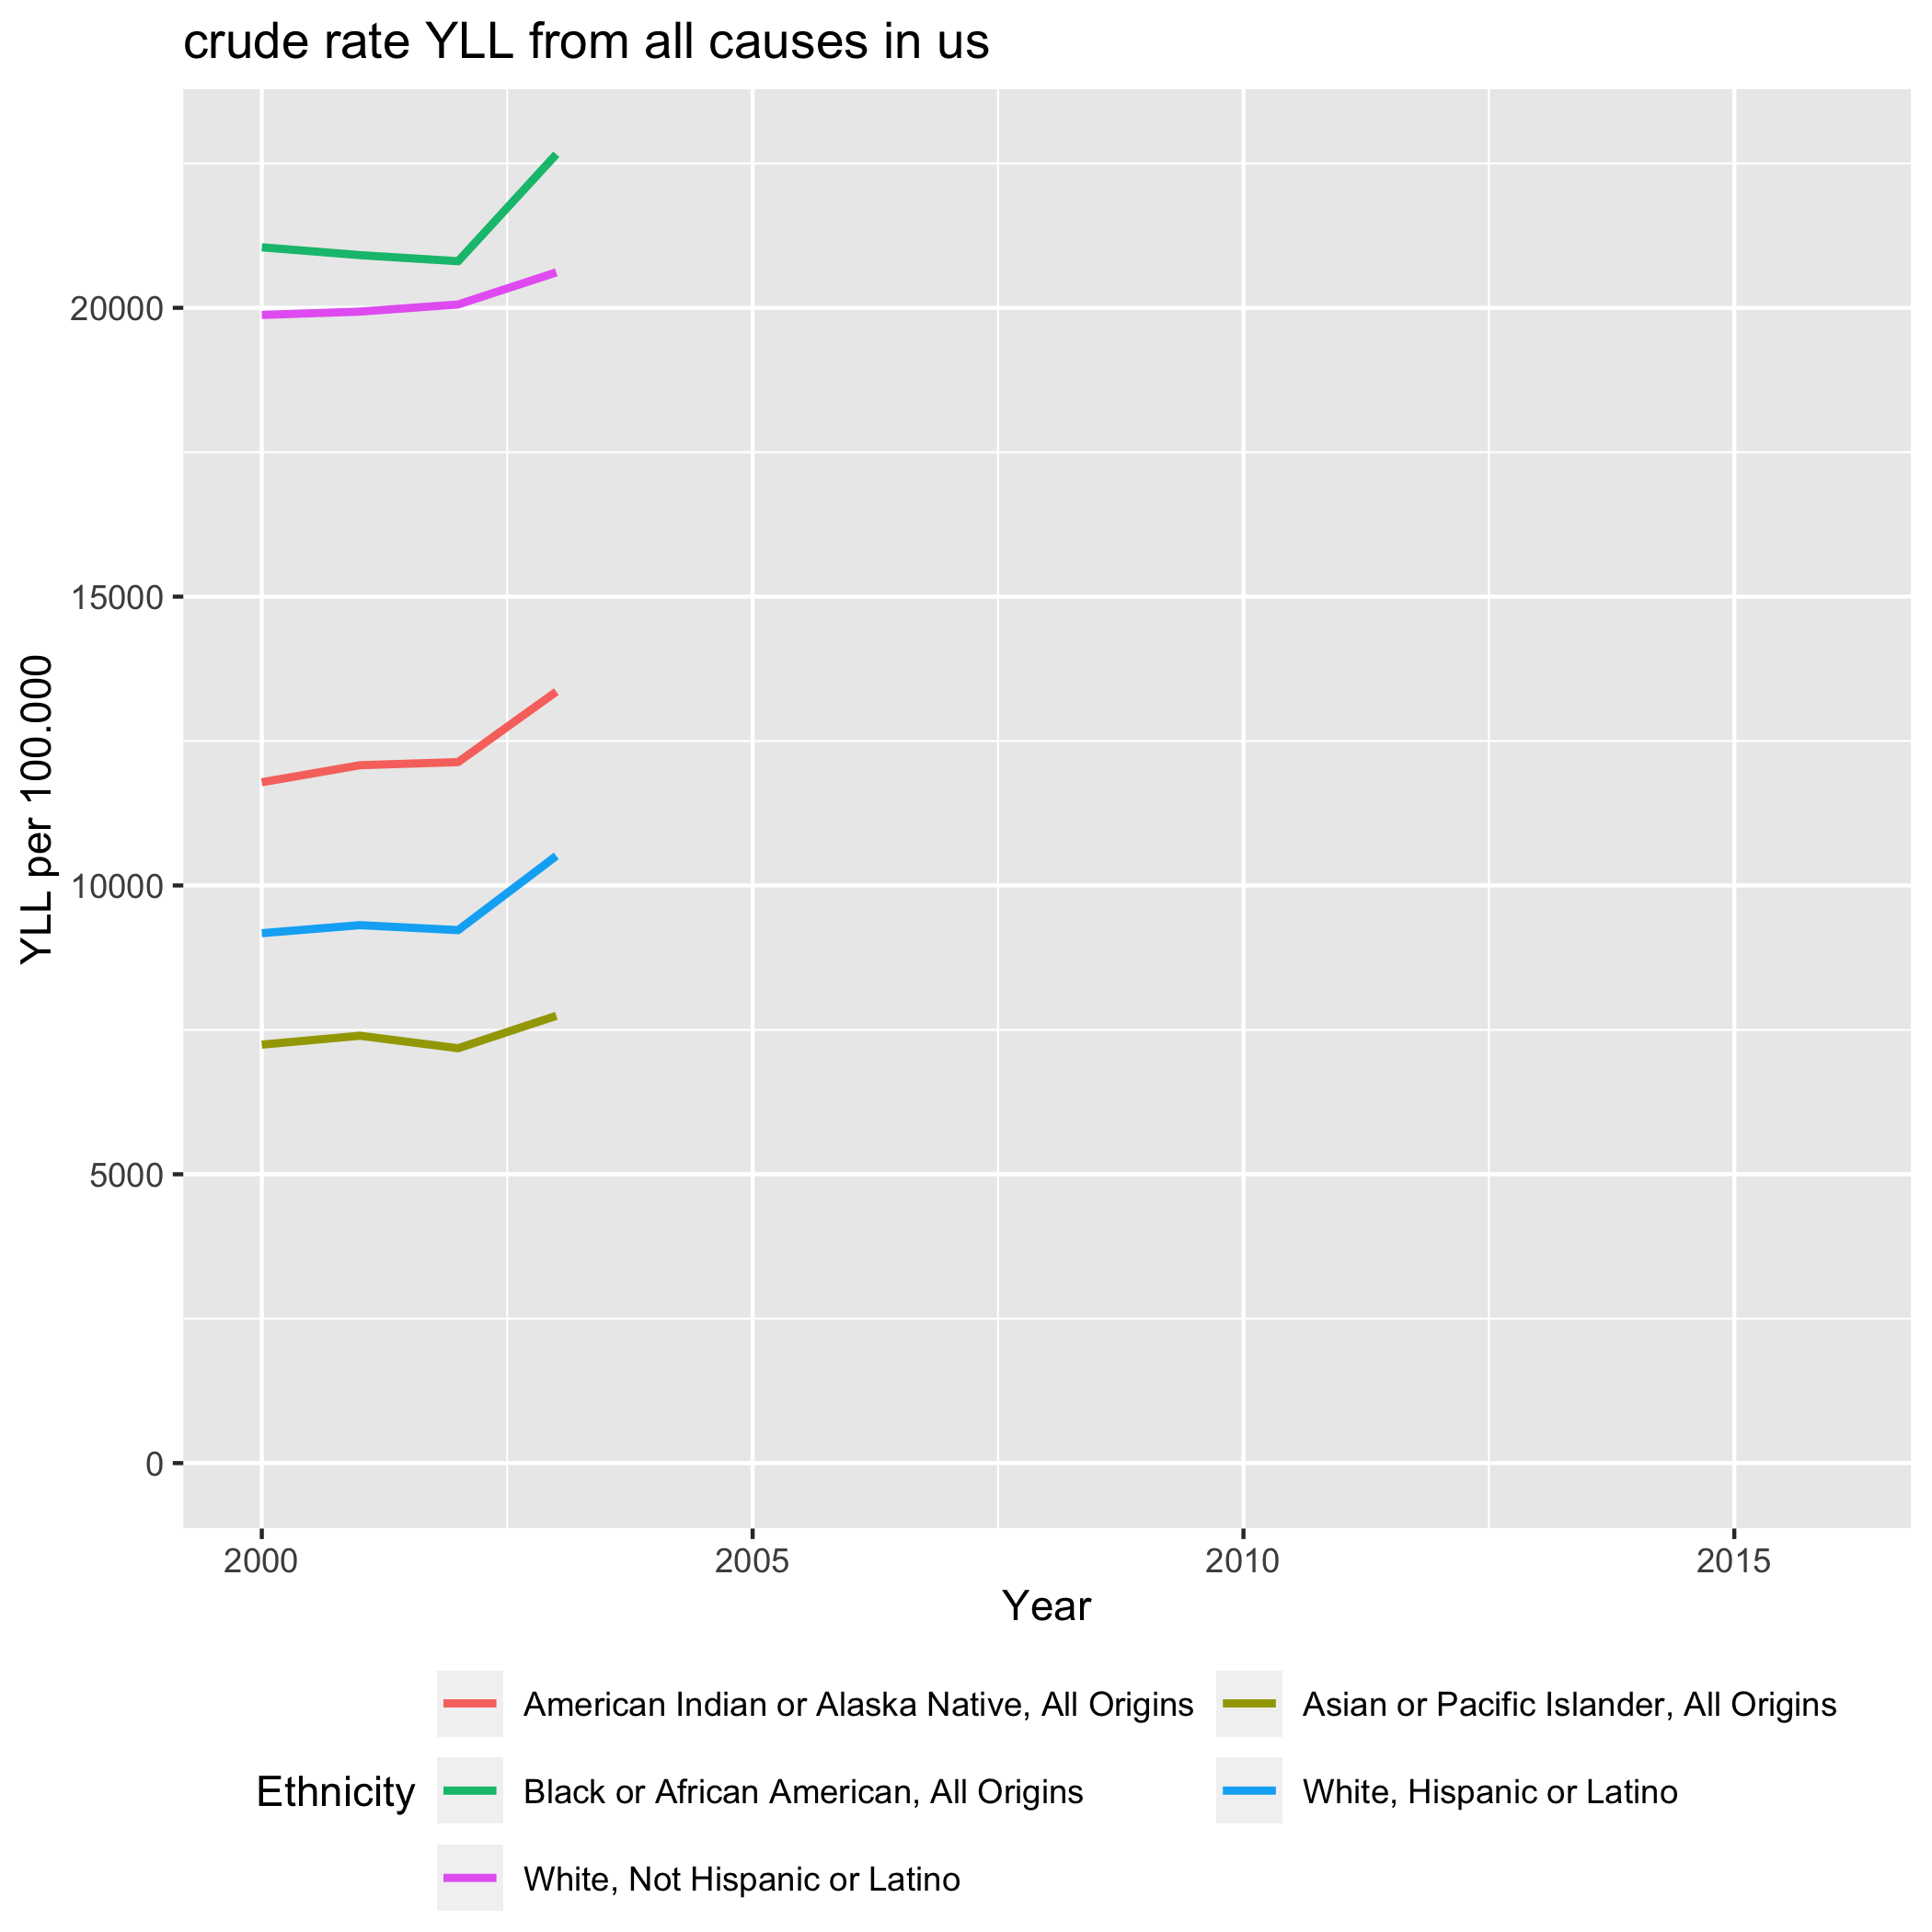 crude rate YLL from all causes in us
YLL per 100.000
20000
15000
10000
5000
0
2000 2005 2010 2015
Year
Ethnicity
American Indian or Alaska Native, All Origins
Asian or Pacific Islander, All Origins
Black or African American, All Origins
White, Hispanic or Latino
White, Not Hispanic or Latino